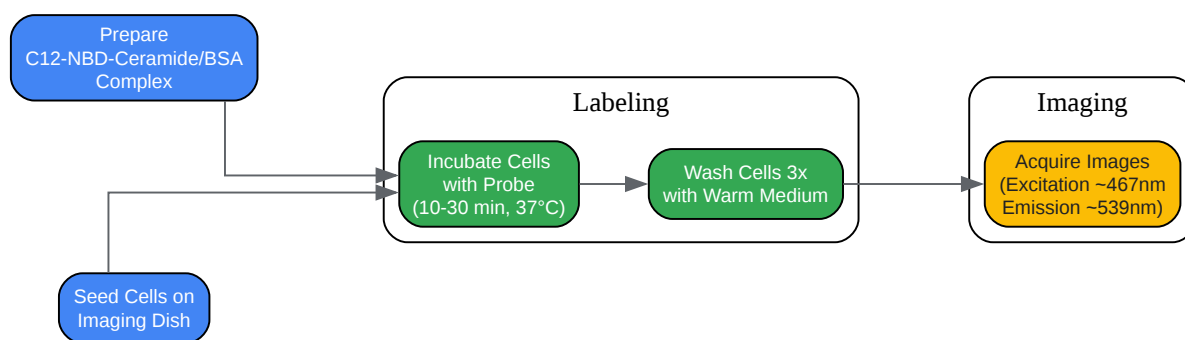 Prepare
C12-NBD-Ceramide/BSA
Complex
Seed Cells on
Imaging Dish
Labeling
Incubate Cells
with Probe
(10-30 min, 37°C)
Wash Cells 3x
with Warm Medium
Imaging
Acquire Images
(Excitation ~467nm
Emission ~539nm)